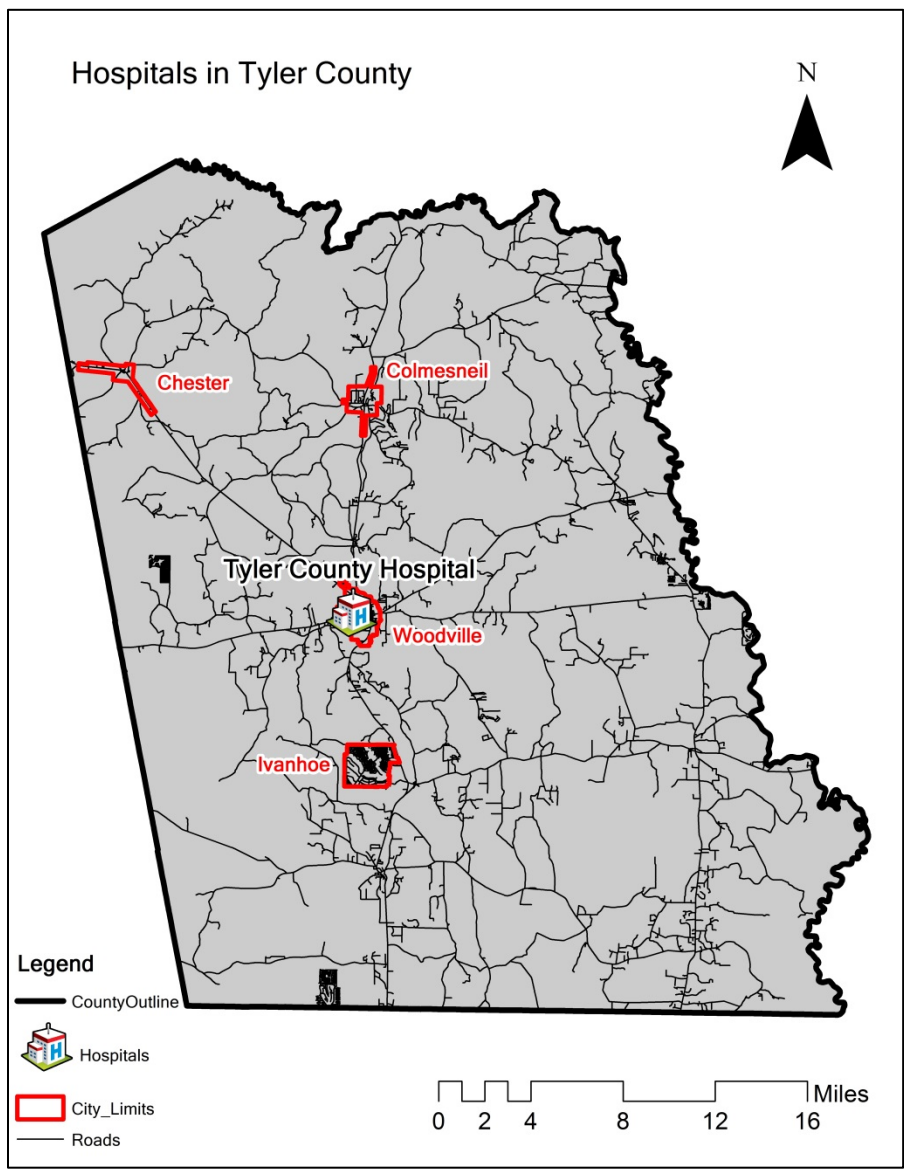 Hospitals in Tyler County
N
Colmesneil
Chester
Tyler County Hospital
H
Woodville
Ivanhoe
Legend
CountyOutline
H
Hospitals
City_Limits
Roads
Miles
0 2 4 8 12 16